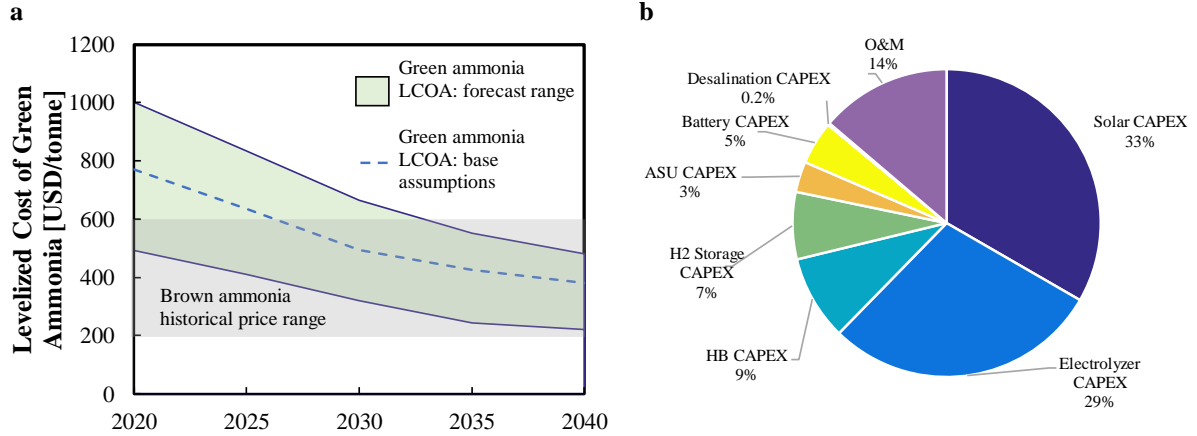 a
Levelized Cost of Green
Ammonia [USD/tonne]
1200
1000
800
600
400
200
0
2020
2025
2030
2035
2040
Green ammonia
LCOA: forecast range
Green ammonia
LCOA: base
assumptions
Brown ammonia
historical price range
b
O&M
14%
Desalination CAPEX
0.2%
Battery CAPEX
5%
ASU CAPEX
3%
H2 Storage
CAPEX
7%
HB CAPEX
9%
Electrolyzer
CAPEX
29%
Solar CAPEX
33%